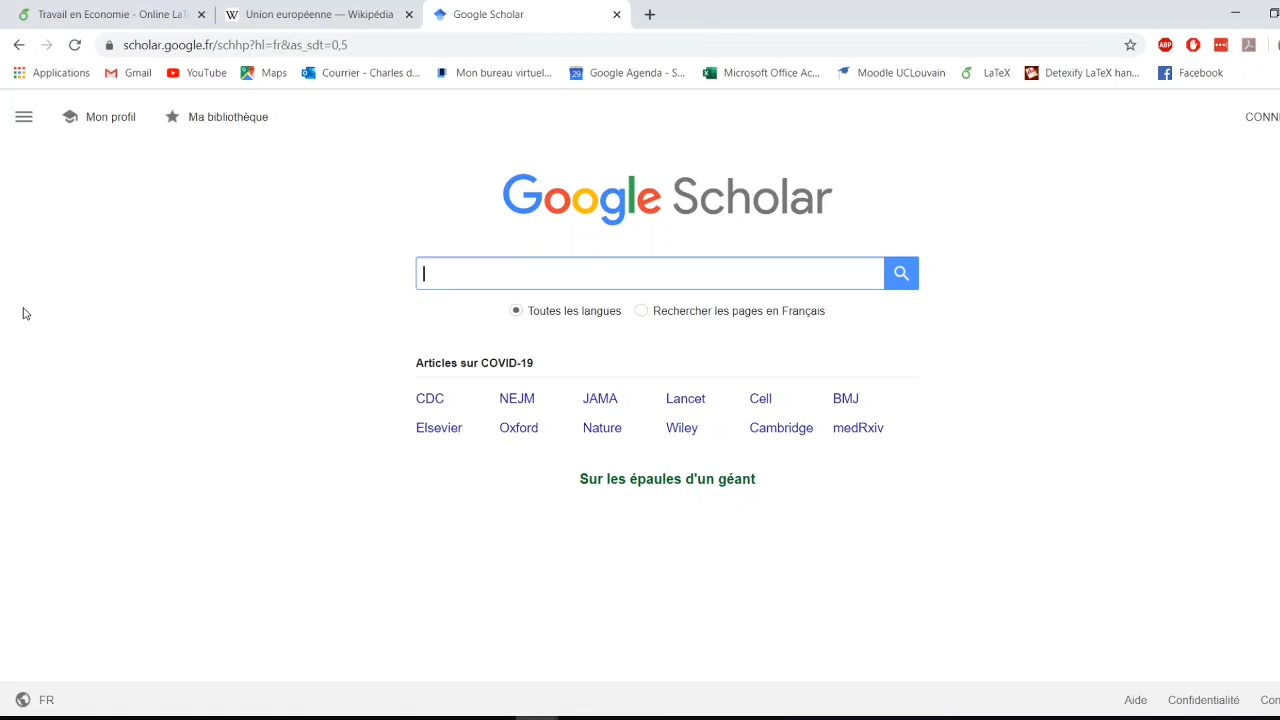 Travail en Economie - Online LaTe
Union européenne — Wikipédia
Google Scholar
scholar.google.fr/schhp?hl=fr&as_sdt=0,5
ABP
Applications
Gmail
YouTube
Maps
Courrier - Charles d...
Mon bureau virtuel...
29
Google Agenda - S...
Microsoft Office Ac...
Moodle UCLouvain
LaTeX
Detexify LaTeX han...
Facebook
Mon profil
Ma bibliothèque
CONNE
Google Scholar
Toutes les langues
Rechercher les pages en Français
Articles sur COVID-19
CDC NEJM JAMA Lancet Cell BMJ
Elsevier Oxford Nature Wiley Cambridge medRxiv
Sur les épaules d'un géant
FR
Aide
Confidentialité
Con